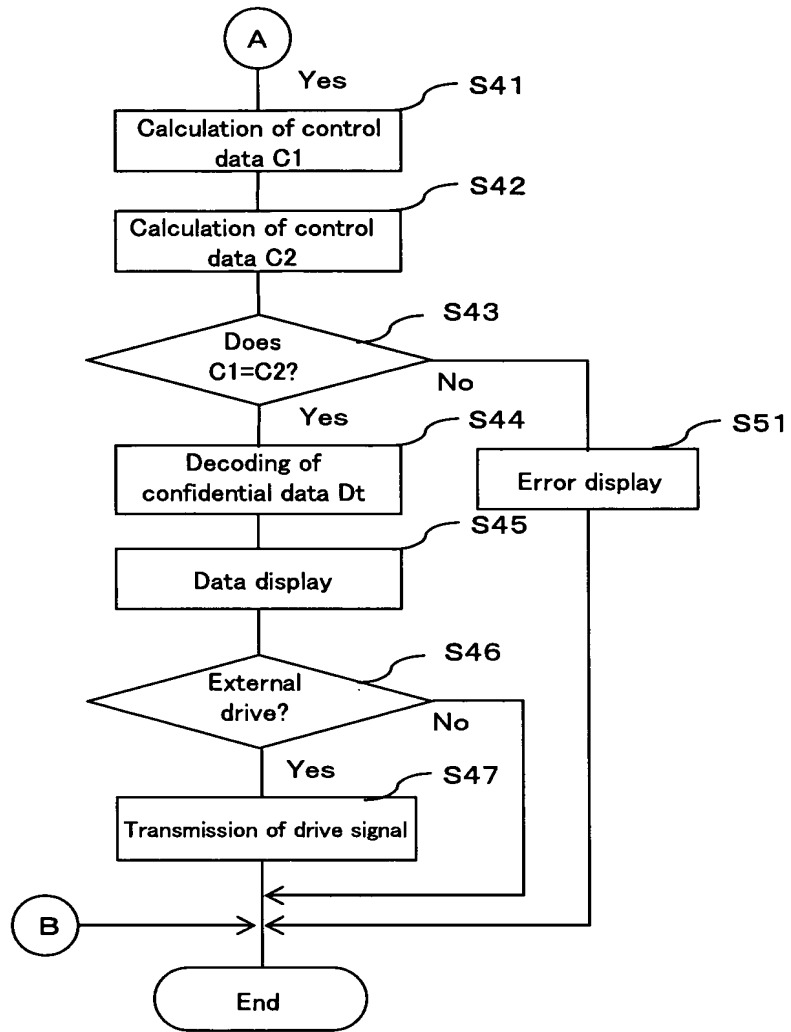 A
Yes
S41
Calculation of control
data C1
S42
Calculation of control
data C2
S43
Does
C1=C2?
No
Yes
S44
S51
Decoding of
confidential data Dt
Error display
S45
Data display
S46
External
drive?
No
Yes
S47
Transmission of drive signal
B
End